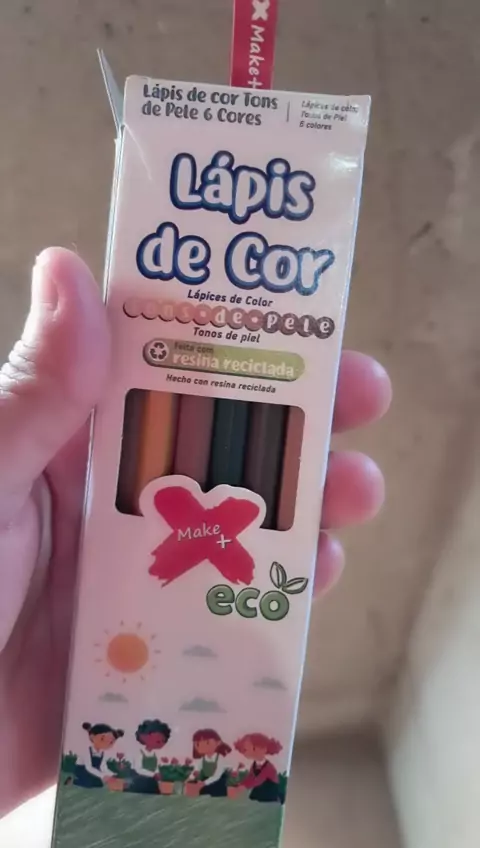 Make+
Lápis de cor Tons
de Pele 6 Cores
Lápices de color
Tonos de Piel
6 colores
Lápis
de Cor
Lápices de Color
Tons•de•Pele
Tonos de piel
Feito com
resina reciclada
Hecho con resina reciclada
Make
+
eco